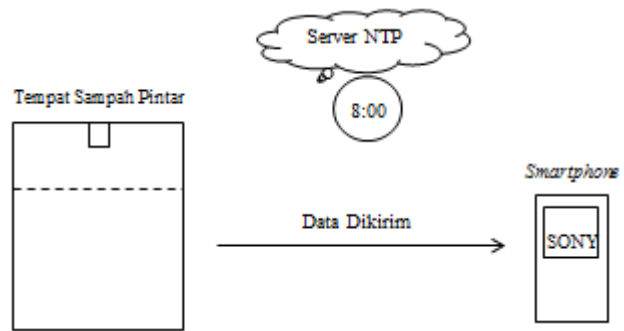 Server NTP
Tempat Sampah Pintar
8:00
Smartphone
Data Dikirim
SONY